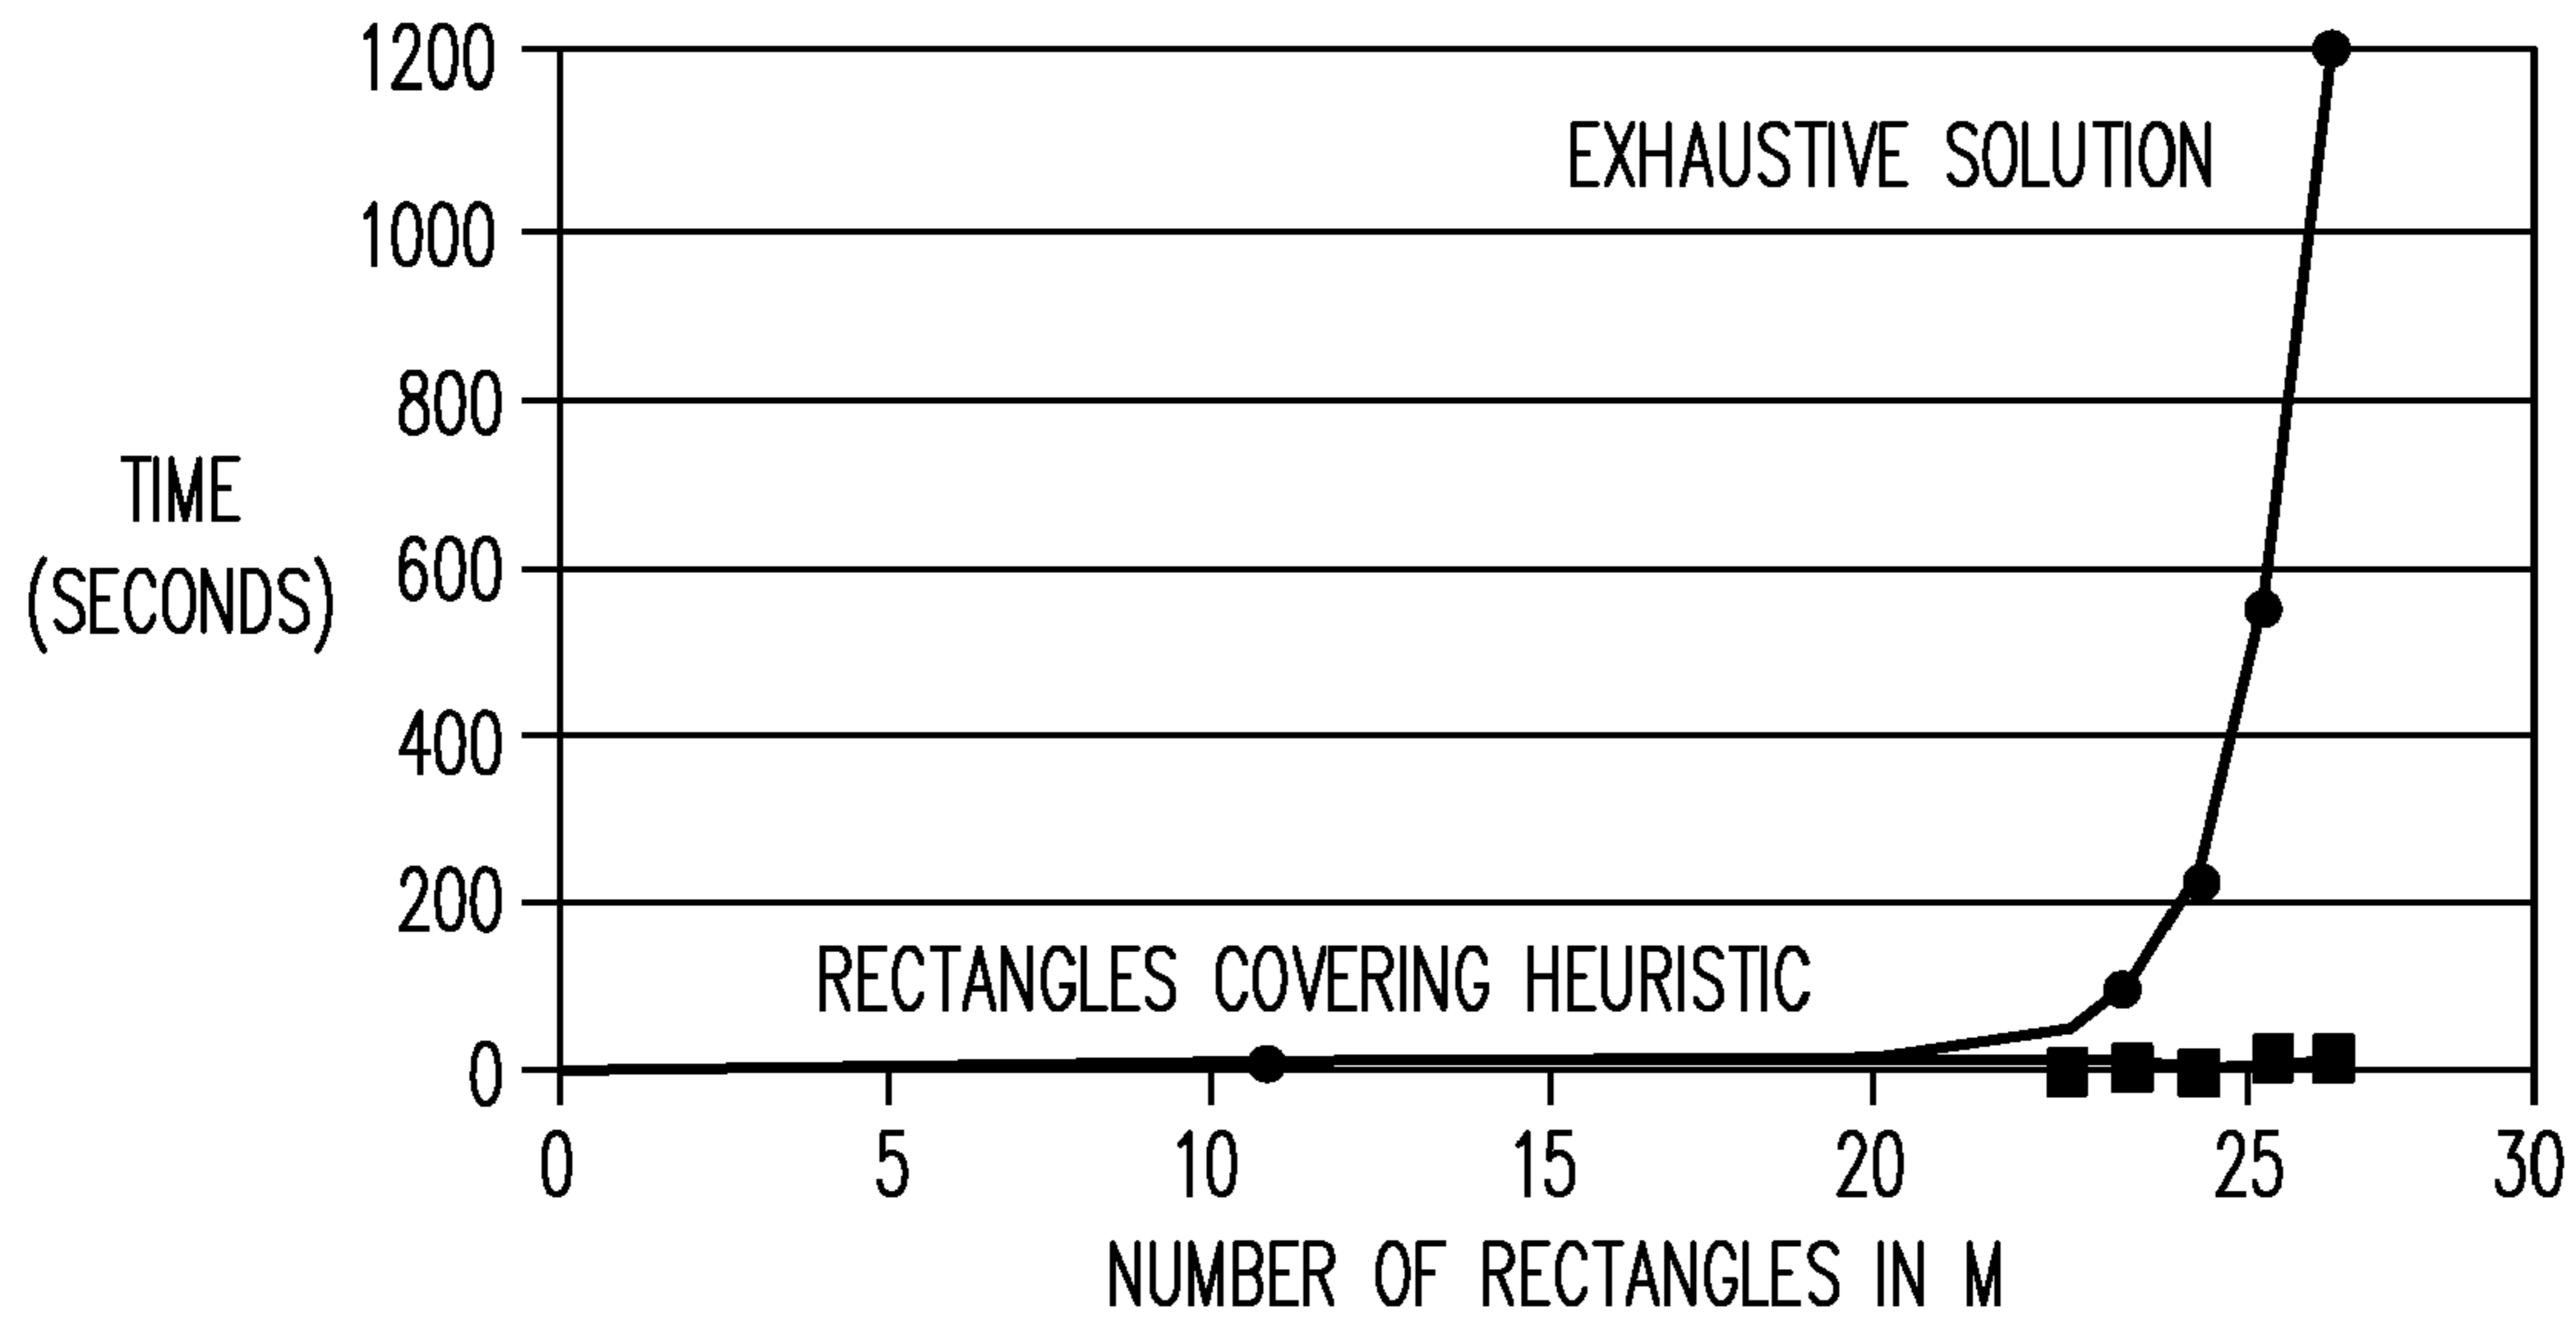 1200
EXHAUSTIVE SOLUTION
1000
800
TIME
(SECONDS)
600
400
200
RECTANGLES COVERING HEURISTIC
0
0 5 10 15 20 25 30
NUMBER OF RECTANGLES IN M